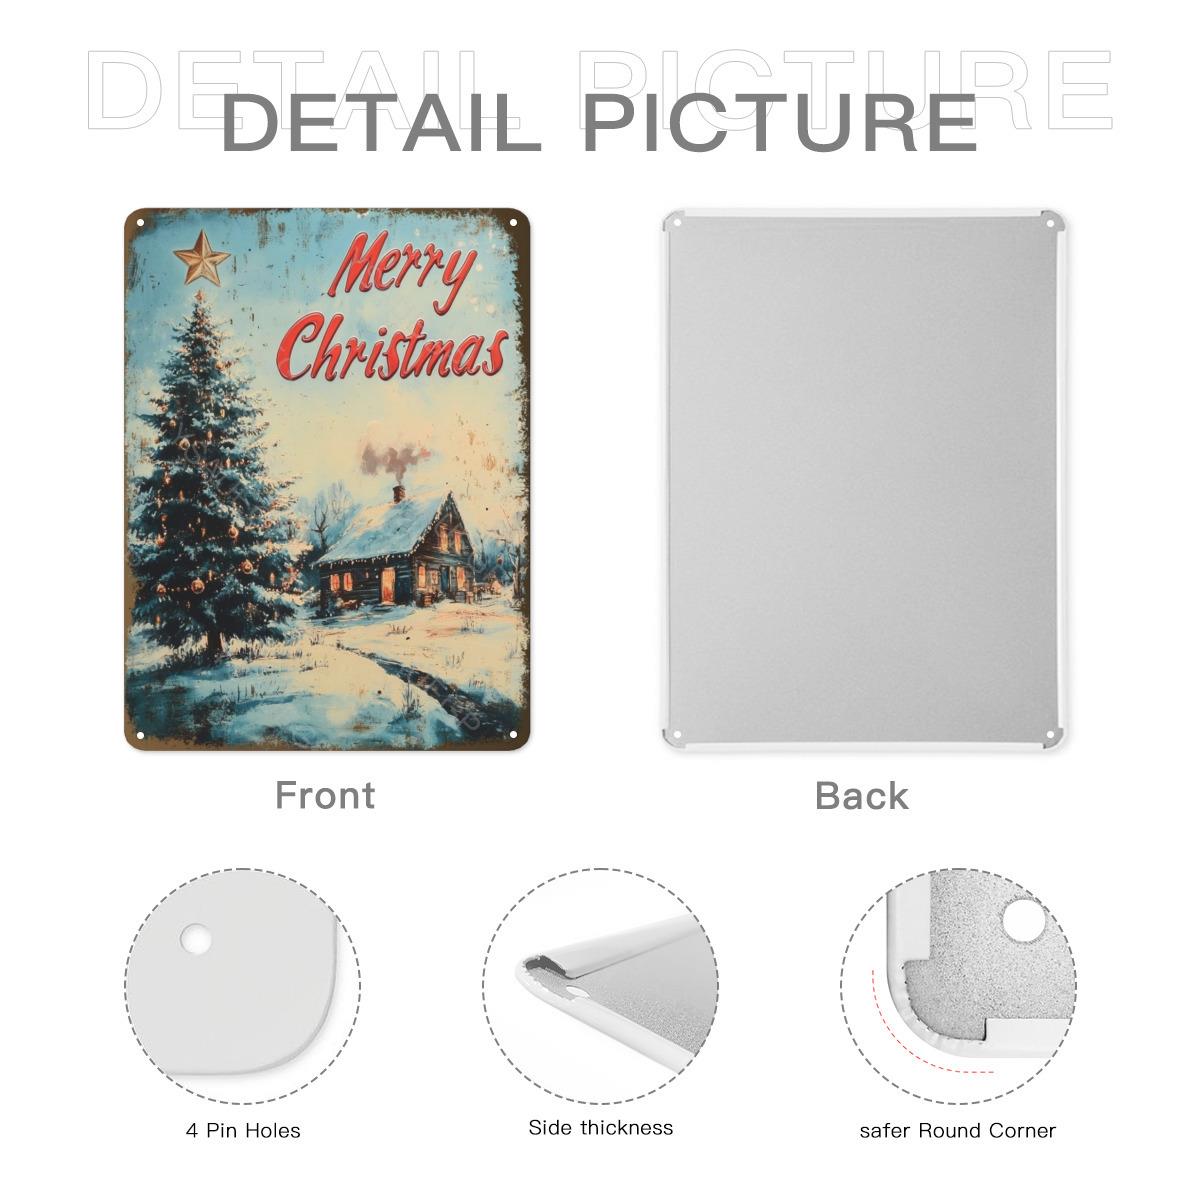 DETAIL PICTURE
DETAIL PICTURE
Merry
Christmas
Front
Back
4 Pin Holes
Side thickness
safer Round Corner